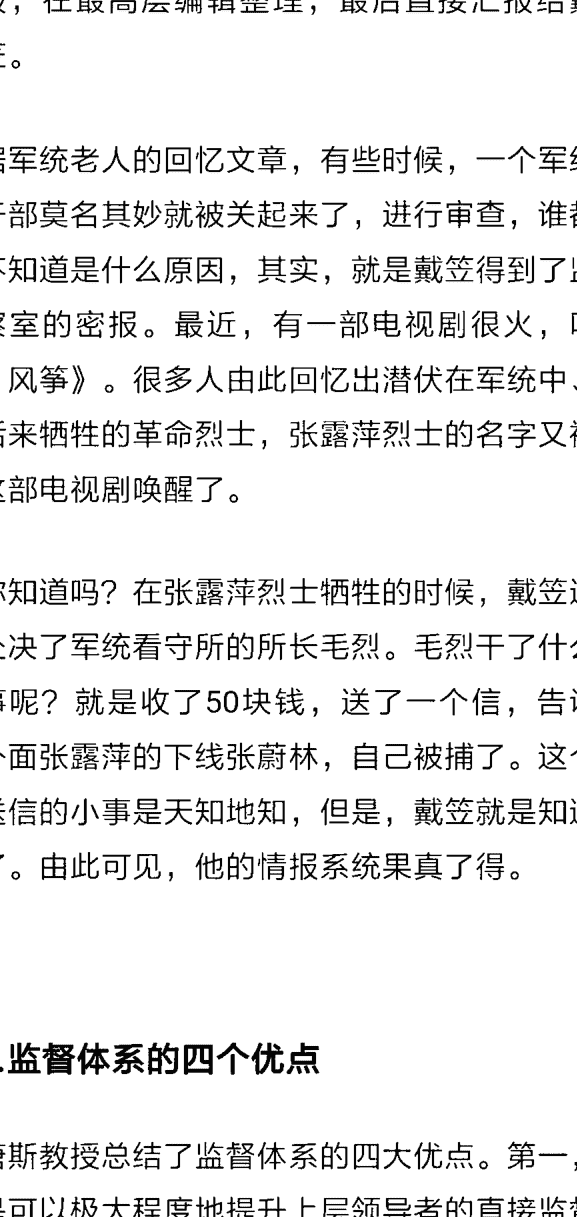 ，在最高层编辑整理，最后直接汇报给
。
军统老人的回忆文章，有些时候，一个军统
部莫名其妙就被关起来了，进行审查，谁都
不知道是什么原因，其实，就是戴笠得到了监
察室的密报。最近，有一部电视剧很火，叫
风筝》。很多人由此回忆出潜伏在军统中、
后来牺牲的革命烈士，张露萍烈士的名字又被
这部电视剧唤醒了。
你知道吗？在张露萍烈士牺牲的时候，戴笠还
处决了军统看守所的所长毛烈。毛烈干了什么
事呢？就是收了50块钱，送了一个信，告诉
外面张露萍的下线张蔚林，自己被捕了。这个
送信的小事是天知地知，但是，戴笠就是知道
了。由此可见，他的情报系统果真了得。
.监督体系的四个优点
唐斯教授总结了监督体系的四大优点。第一，
是可以极大程度地提升上层领导者的直接监督